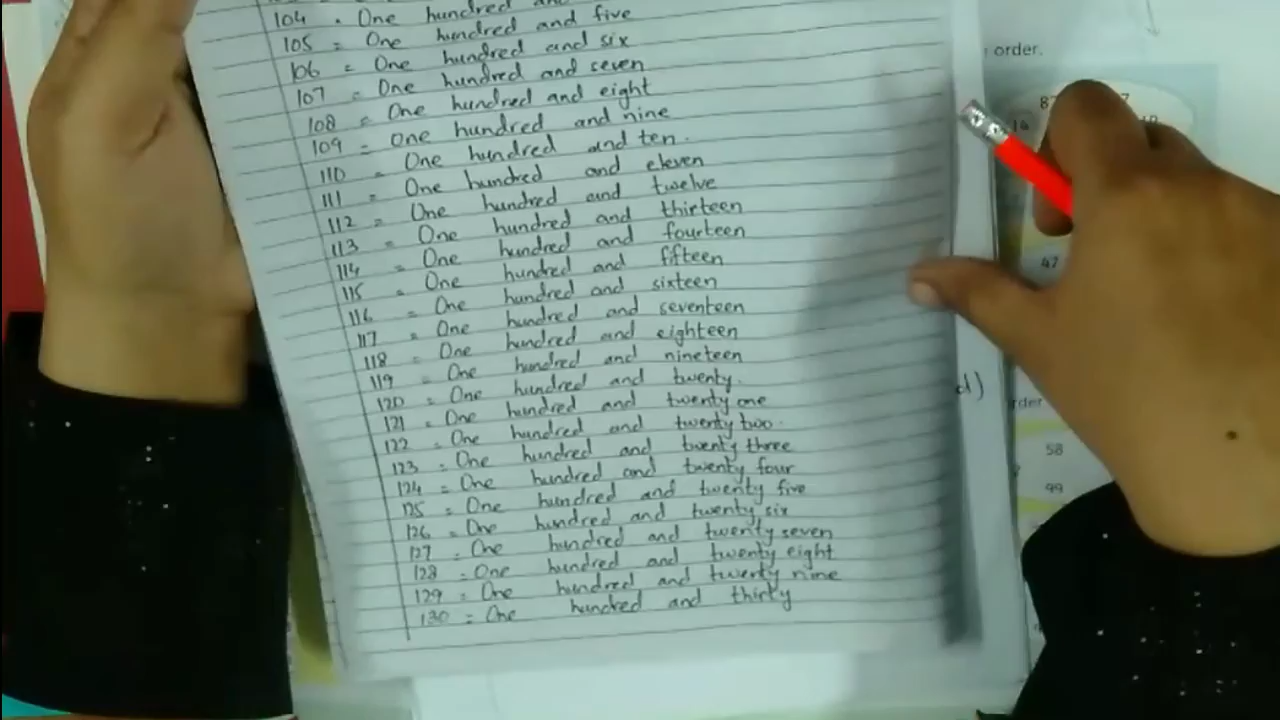 104 = One hundred
105 = One hundred and five
106 = One hundred and six
107 = One hundred and seven
108 = One hundred and eight
109 = One hundred and nine
110 = One hundred and ten.
111 = One hundred and eleven
112 = One hundred and twelve
113 = One hundred and thirteen
114 = One hundred and fourteen
115 = One hundred and fifteen
116 = One hundred and sixteen
117 = One hundred and seventeen
118 = One hundred and eighteen
119 = One hundred and nineteen
120 = One hundred and twenty.
121 = One hundred and twenty one
122 = One hundred and twenty two.
123 = One hundred and twenty three
124 = One hundred and twenty four
125 = One hundred and twenty five
126 = One hundred and twenty six
127 = One hundred and twenty seven
128 = One hundred and twenty eight
129 = One hundred and twenty nine
130 = One hundred and thirty
order.
47
d)
rder
58
99